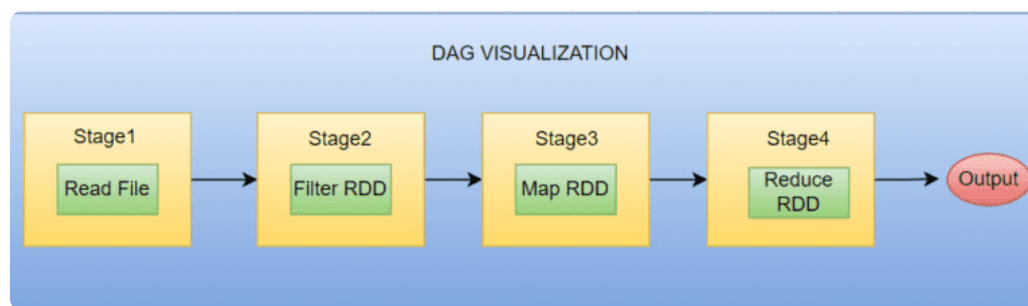 DAG VISUALIZATION
Stage1
Read File
Stage2
Filter RDD
Stage3
Map RDD
Stage4
Reduce
RDD
Output